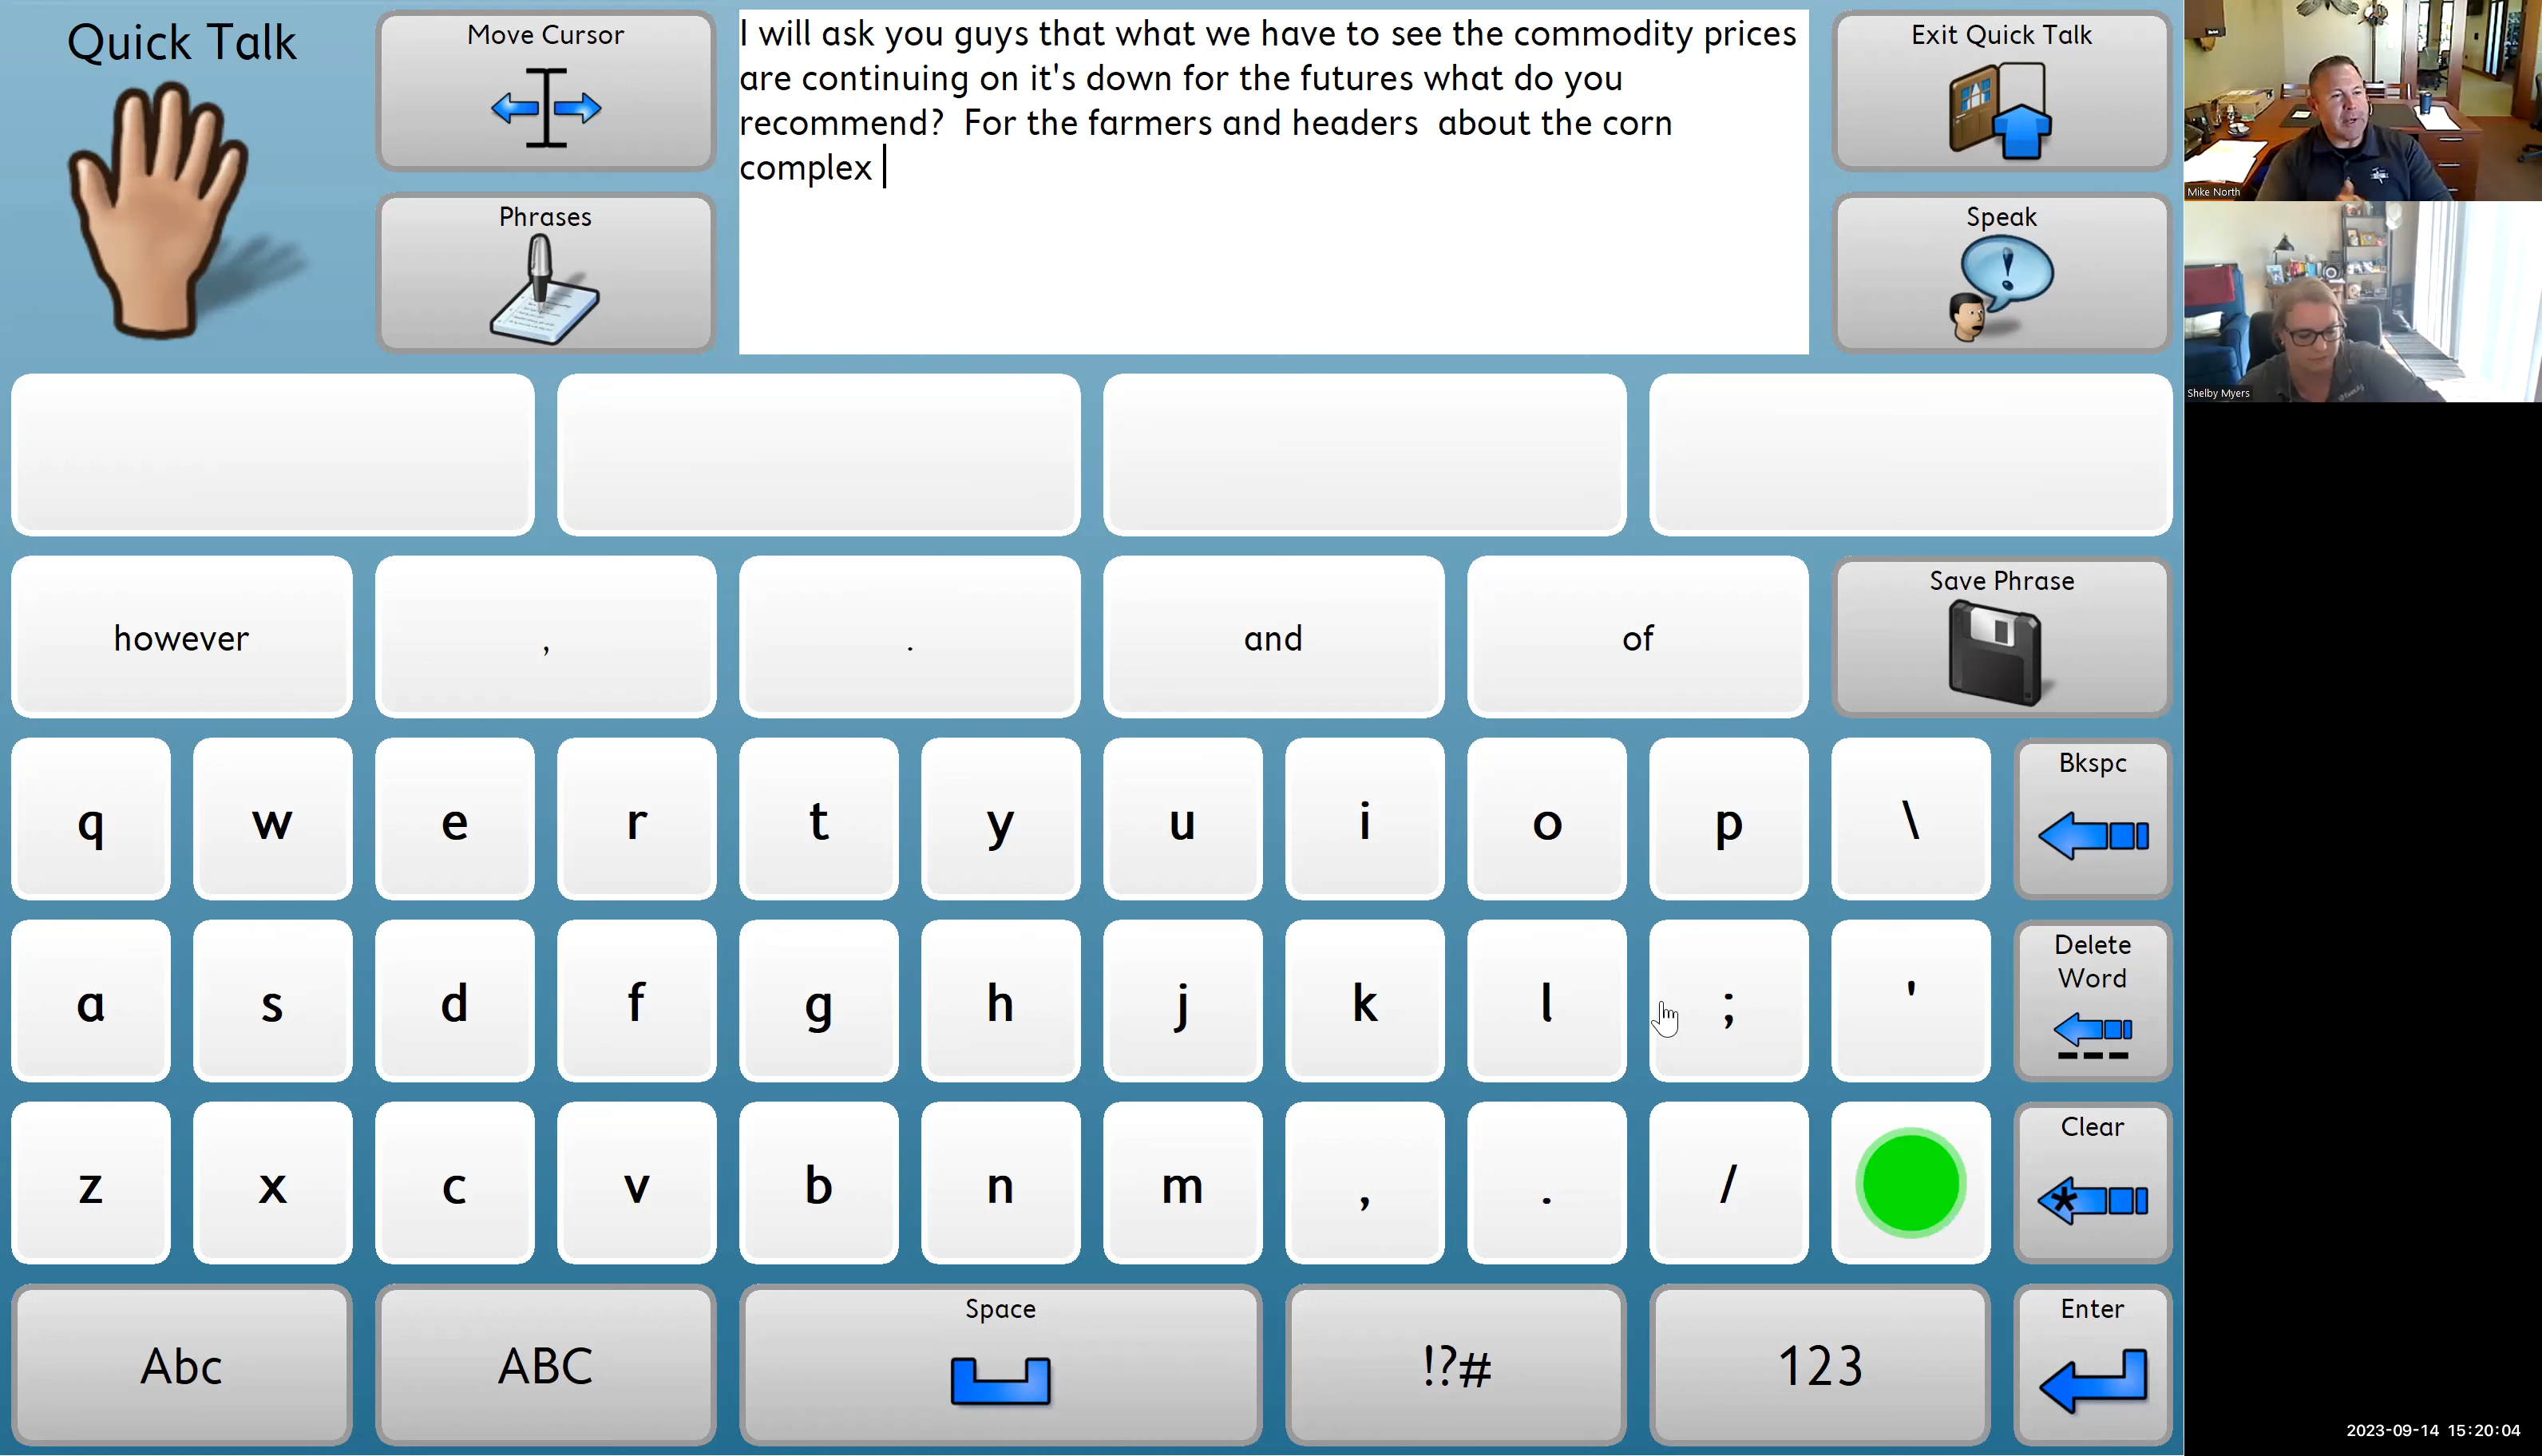 Quick Talk
Move Cursor
Phrases
I will ask you guys that what we have to see the commodity prices
are continuing on it's down for the futures what do you
recommend?  For the farmers and headers  about the corn
complex
Exit Quick Talk
Speak
Mike North
Shelby Myers
however
,
.
and
of
Save Phrase
q w e r t y u i o p \
Bkspc
a s d f g h j k l ; '
Delete
Word
z x c v b n m , . /
Clear
*
Abc
ABC
Space
!?#
123
Enter
2023-09-14 15:20:04